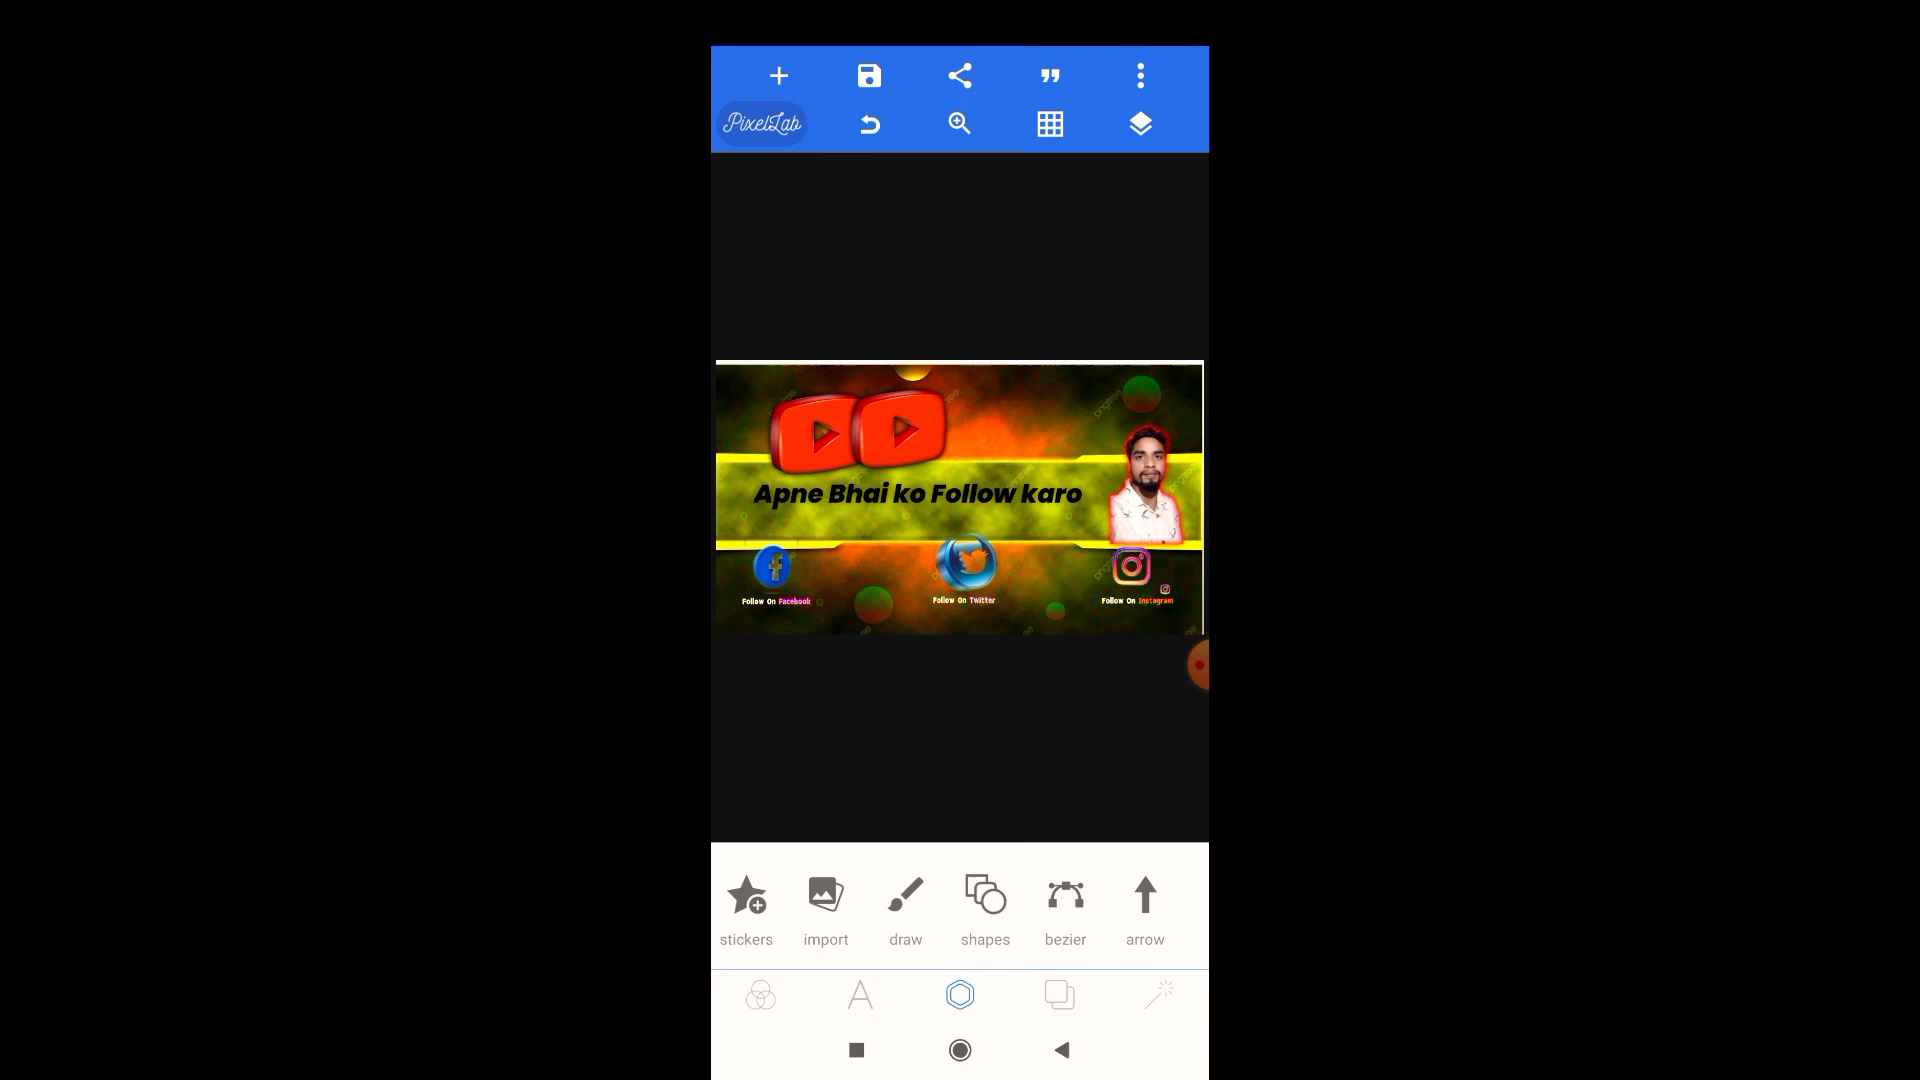 PixelLab
Apne Bhai ko Follow karo
Follow On Facebook
Follow On Twitter
Follow On Instagram
pngtree
stickers
import
draw
shapes
bezier
arrow